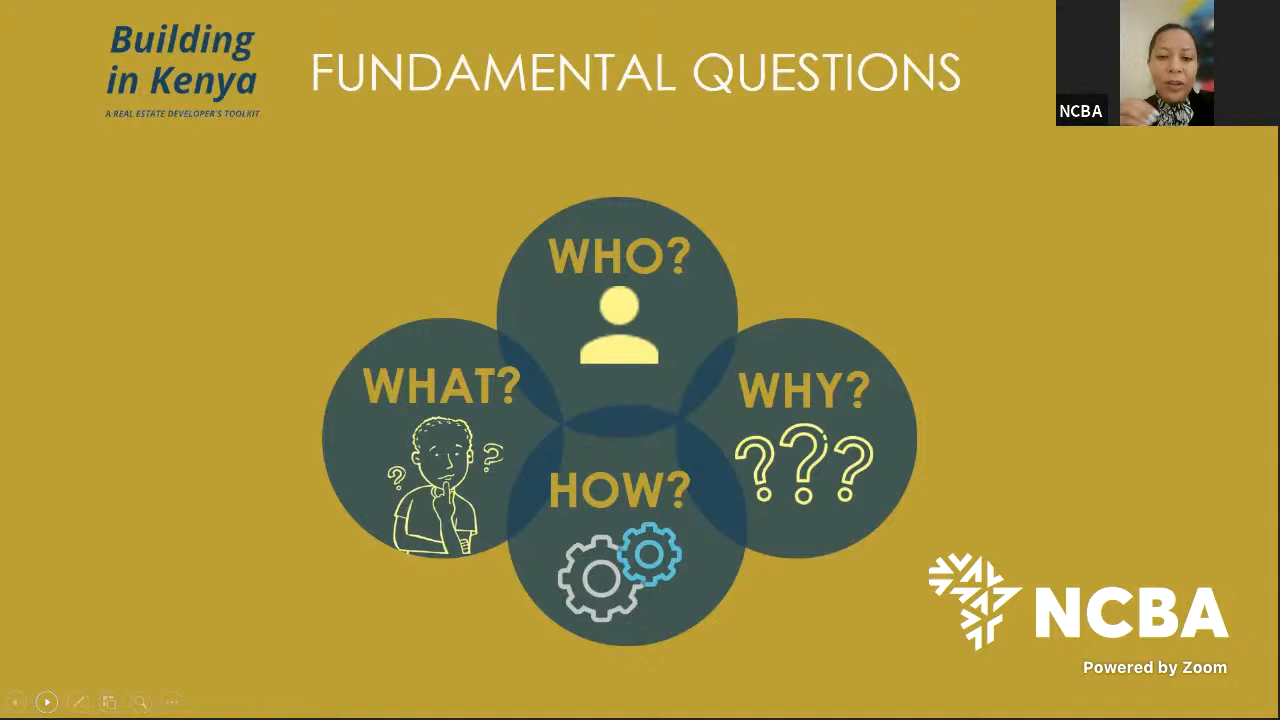 Building
in Kenya
A REAL ESTATE DEVELOPER'S TOOLKIT
FUNDAMENTAL QUESTIONS
NCBA
WHO?
WHAT?
WHY?
HOW?
NCBA
Powered by Zoom